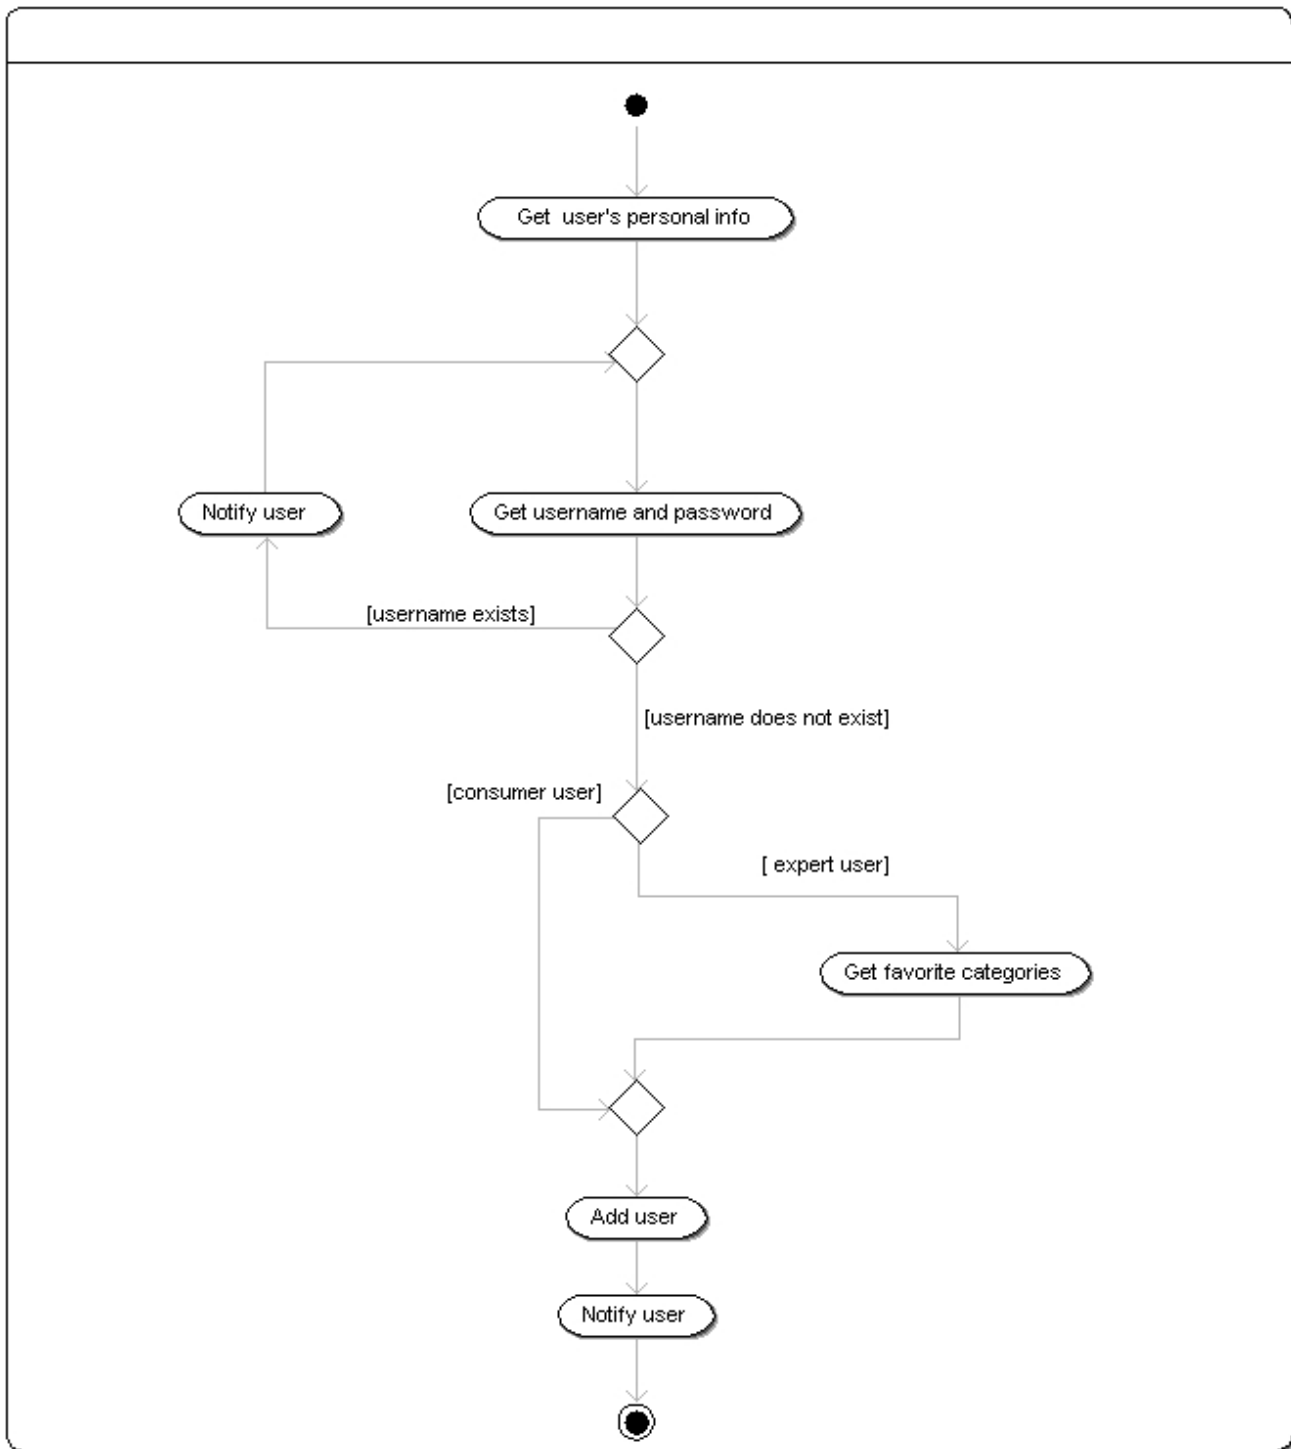 Get  user's personal info
Notify user
Get username and password
[username exists]
[username does not exist]
[consumer user]
[ expert user]
Get favorite categories
Add user
Notify user